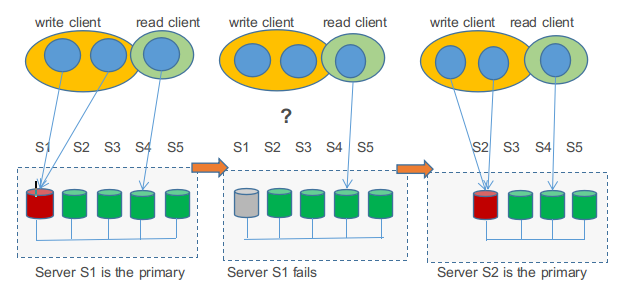 write client read client write client read client write client read client
?
S1 S2 S3 S4 S5 S1 S2 S3 S4 S5 S2 S3 S4 S5
Server S1 is the primary Server S1 fails Server S2 is the primary